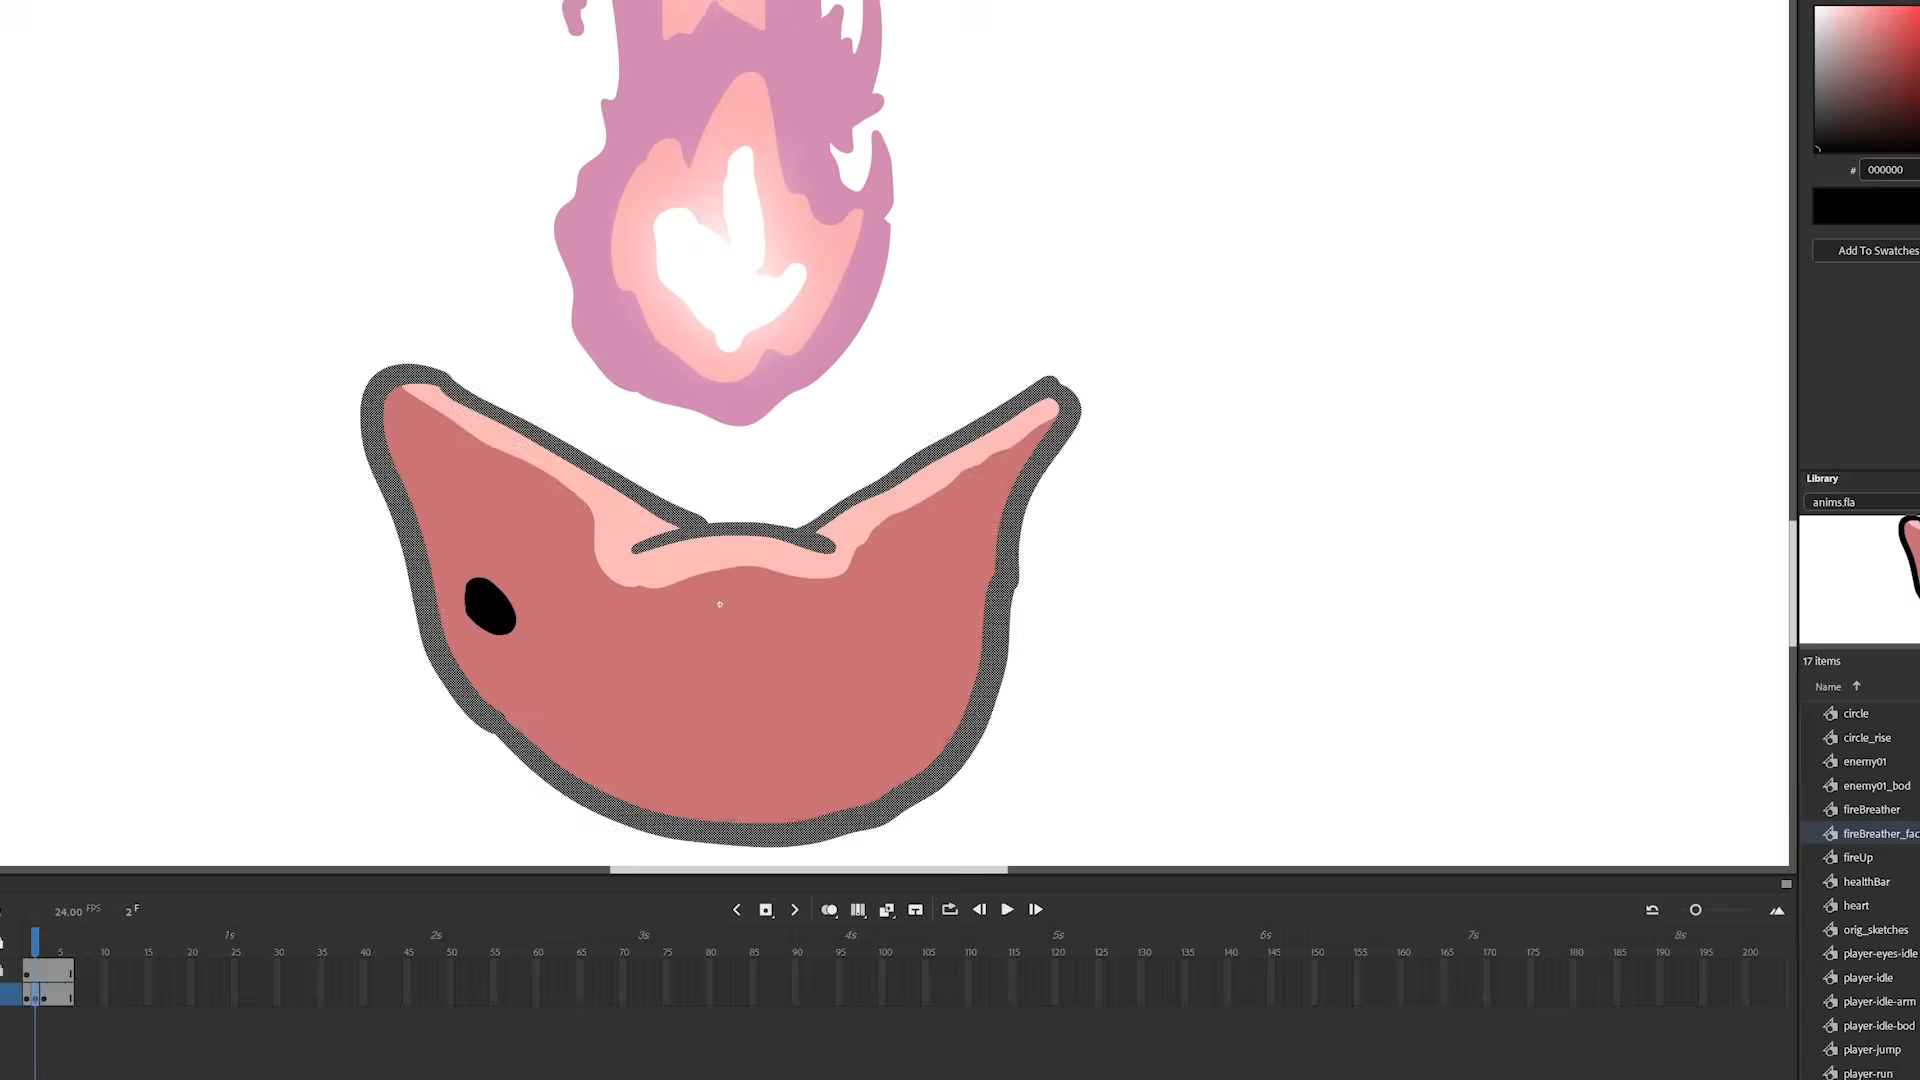 # 000000
Add To Swatches
Library
anims.fla
17 items
Name
circle
circle_rise
enemy01
enemy01_bod
fireBreather
fireBreather_fac
fireUp
healthBar
heart
orig_sketches
player-eyes-idle
player-idle
player-idle-arm
player-idle-bod
player-jump
player-run
24.00 FPS 2 F
1s 2s 3s 4s 5s 6s 7s 8s
5 10 15 20 25 30 35 40 45 50 55 60 65 70 75 80 85 90 95 100 105 110 115 120 125 130 135 140 145 150 155 160 165 170 175 180 185 190 195 200